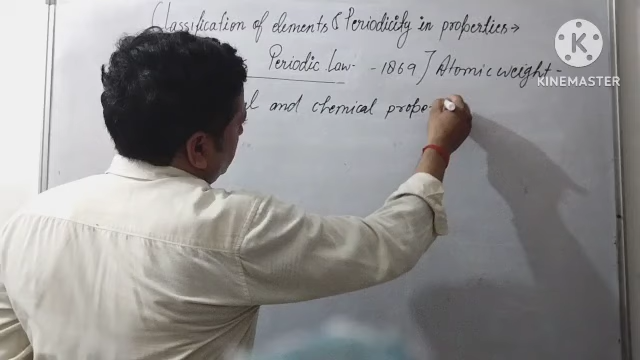 Classification of elements & Periodicity in properties →
Periodic Law - 1869] Atomic weight -
and chemical prope
KINEMASTER